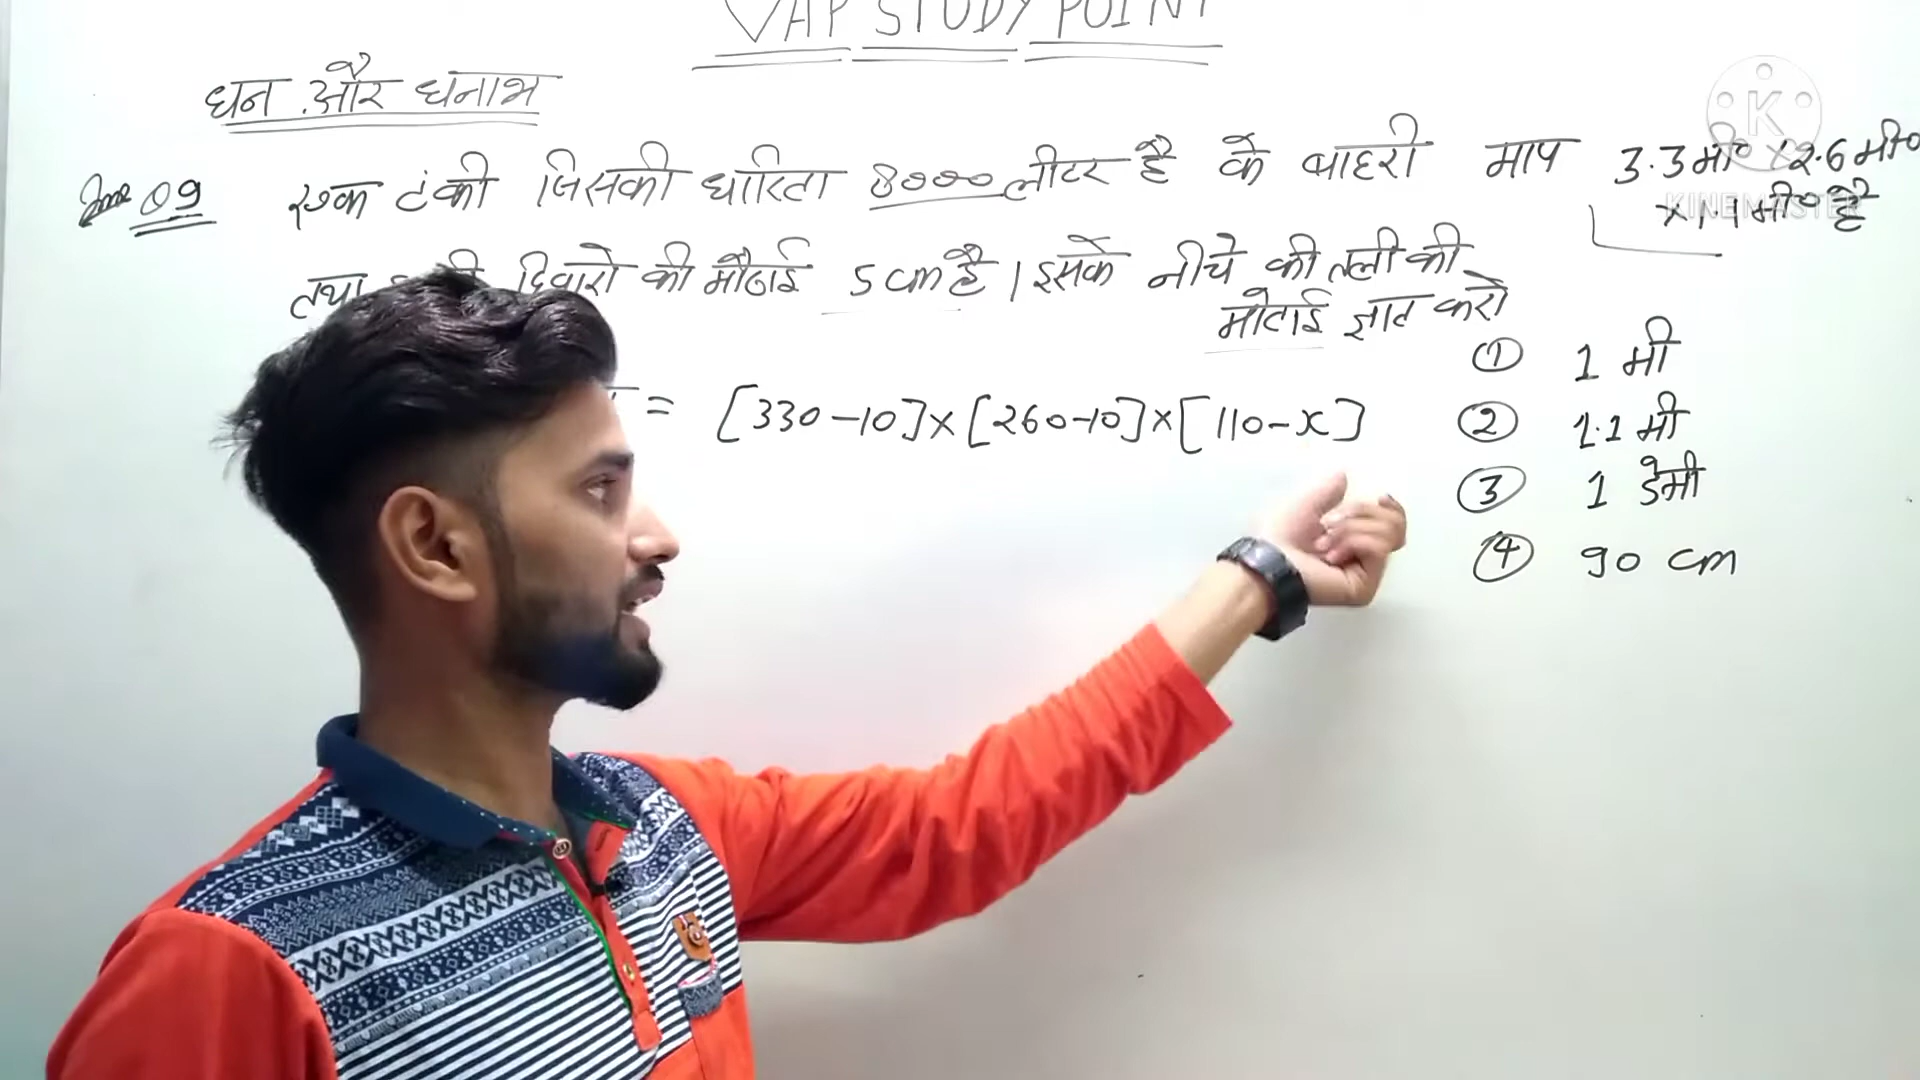 VAP STUDY POINT
घन और घनाभ
09 एक टंकी जिसकी धारिता 8000 लीटर है के बाहरी माप 3.3 मी० × 2.6 मी०
× 1.1 मी० है
तथा दिवारो की मौटाई 5 cm है । इसके नीचे की तली की
मोटाई ज्ञात करो
① 1 मी
= [330-10]×[260-10]×[110-x]
② 1.1 मी
③ 1 डेमी
④ 90 cm
K
KINEMASTER